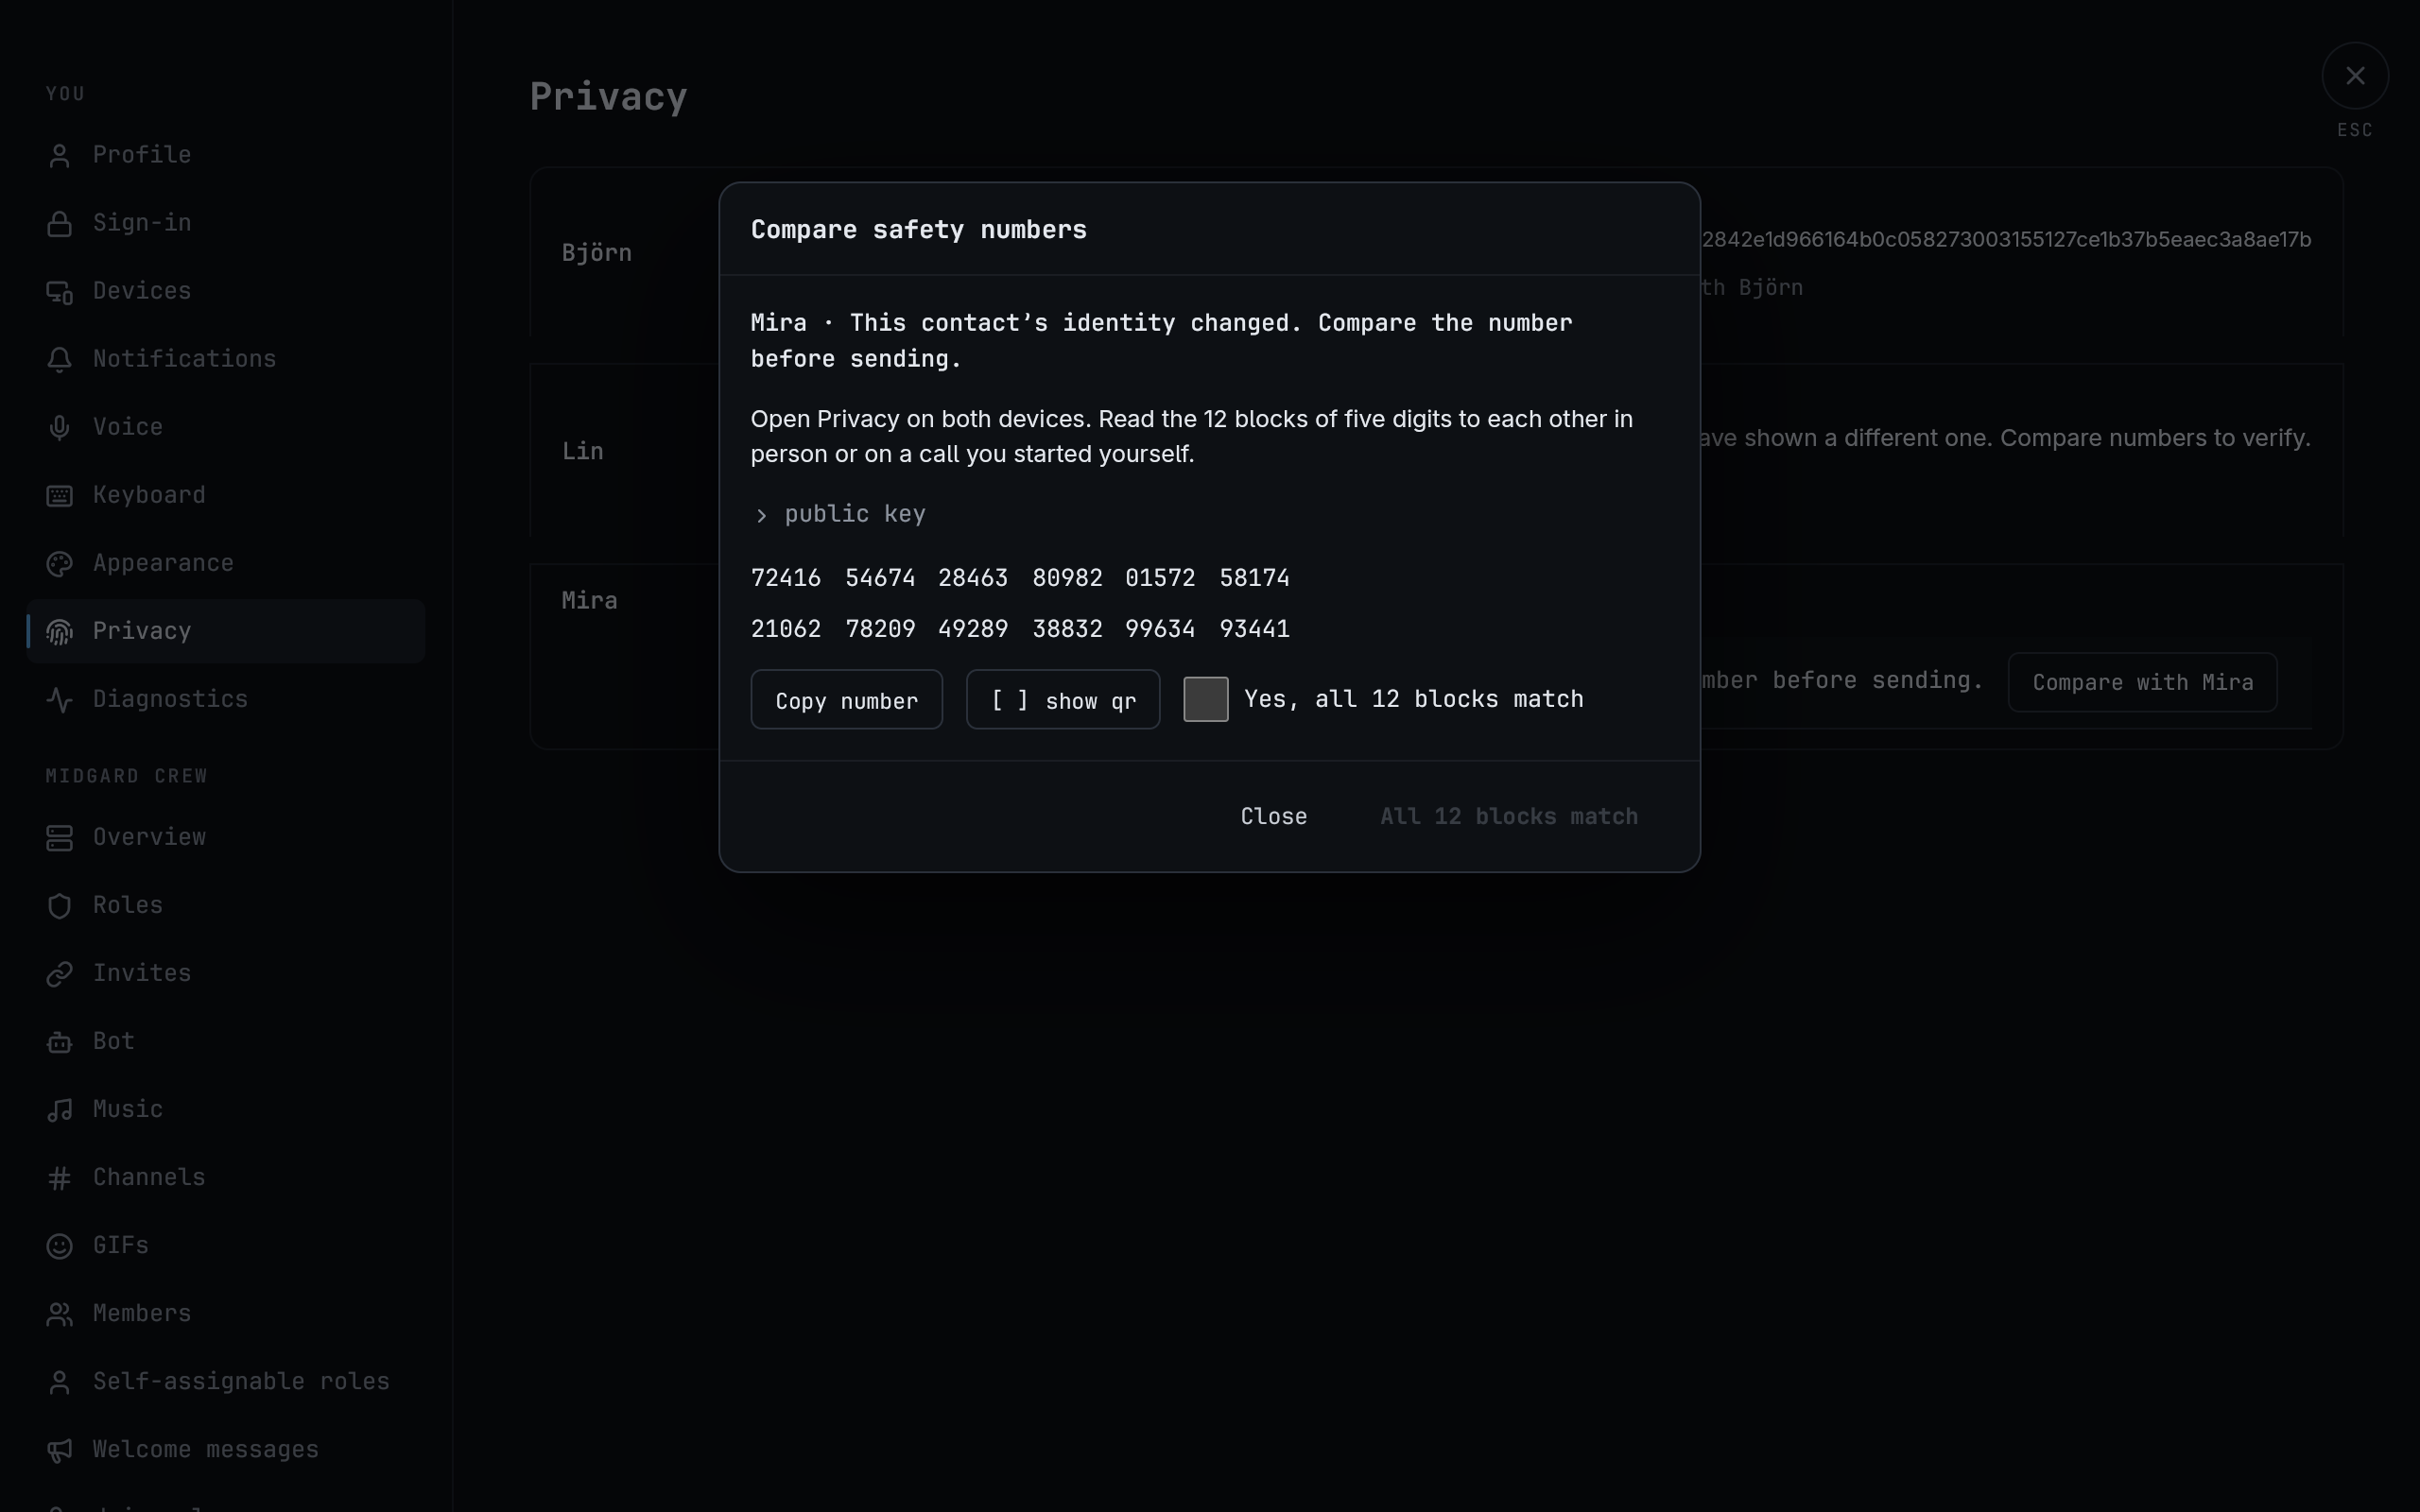 YOU
Profile
Sign-in
Devices
Notifications
Voice
Keyboard
Appearance
Privacy
Diagnostics
MIDGARD CREW
Overview
Roles
Invites
Bot
Music
Channels
GIFs
Members
Self-assignable roles
Welcome messages
Privacy
ESC
Björn
2842e1d966164b0c058273003155127ce1b37b5eaec3a8ae17b
th Björn
Lin
ave shown a different one. Compare numbers to verify.
Mira
mber before sending.
Compare with Mira
Compare safety numbers
Mira · This contact’s identity changed. Compare the number
before sending.
Open Privacy on both devices. Read the 12 blocks of five digits to each other in
person or on a call you started yourself.
public key
72416 54674 28463 80982 01572 58174
21062 78209 49289 38832 99634 93441
Copy number
[ ] show qr
Yes, all 12 blocks match
Close
All 12 blocks match